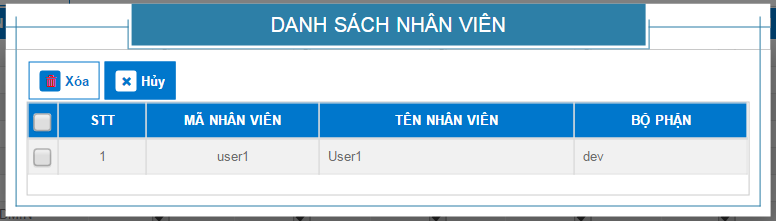 DANH SÁCH NHÂN VIÊN
Xóa Hủy
STT MÃ NHÂN VIÊN TÊN NHÂN VIÊN BỘ PHẬN
1 user1 User1 dev